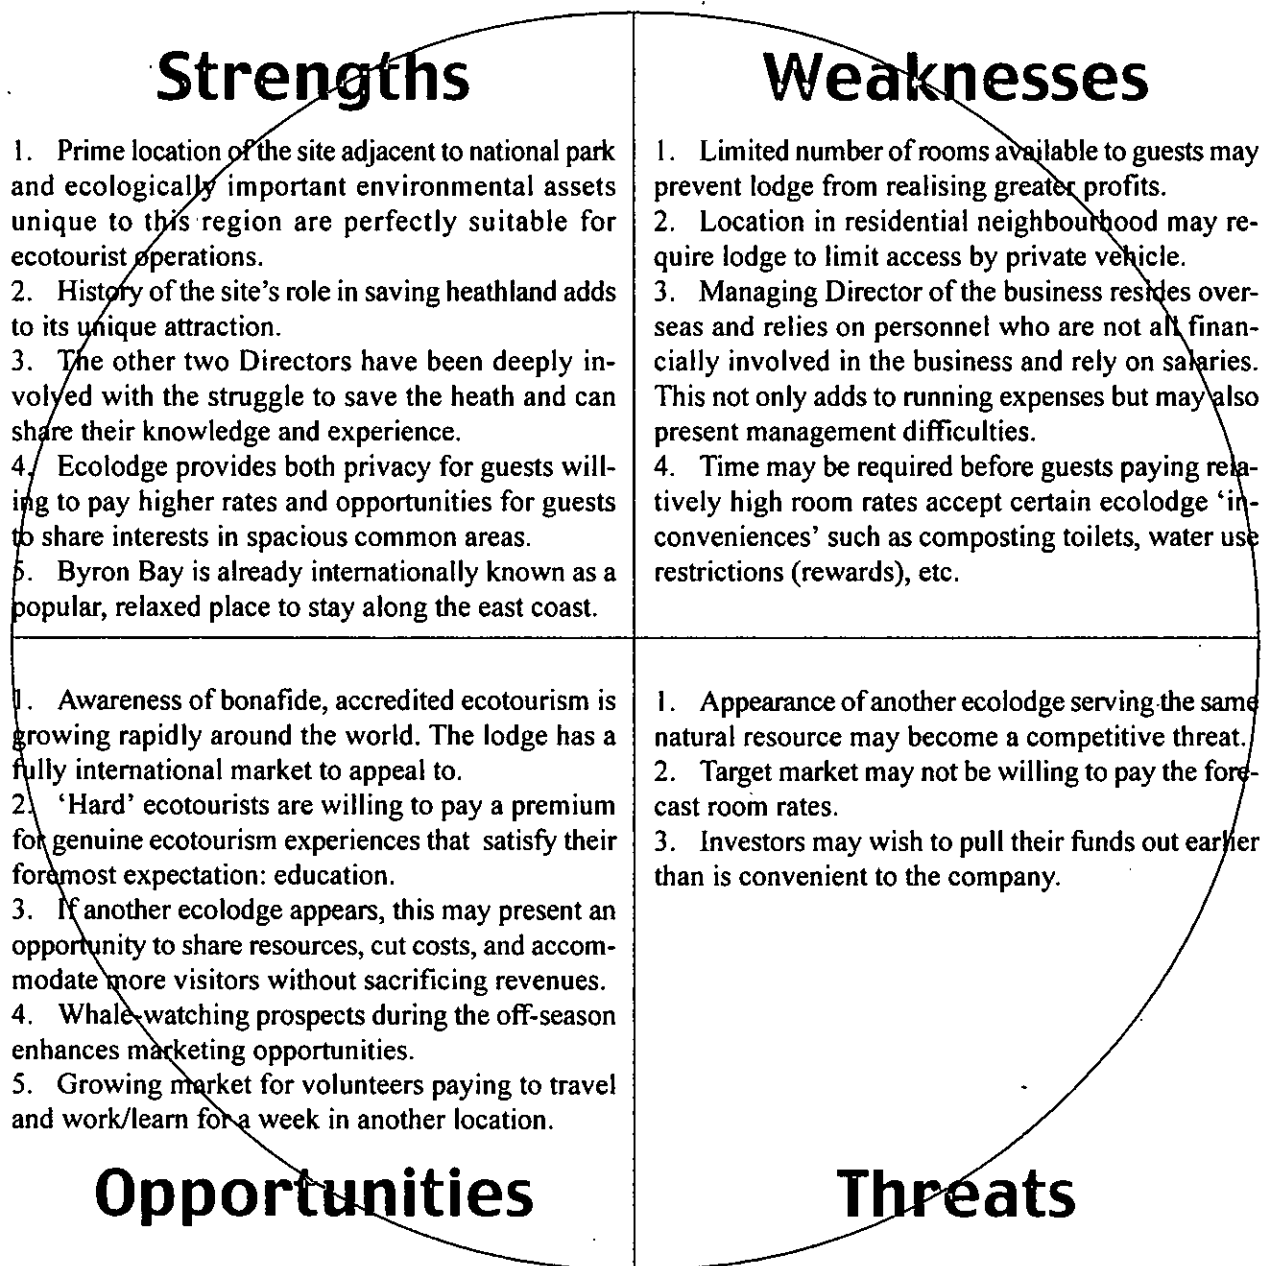 Strengths
1. Prime location of the site adjacent to national park
and ecologically important environmental assets
unique to this region are perfectly suitable for
ecotourist operations.
2. History of the site's role in saving heathland adds
to its unique attraction.
3. The other two Directors have been deeply in-
volved with the struggle to save the heath and can
share their knowledge and experience.
4. Ecolodge provides both privacy for guests will-
ing to pay higher rates and opportunities for guests
to share interests in spacious common areas.
5. Byron Bay is already internationally known as a
popular, relaxed place to stay along the east coast.
Weaknesses
1. Limited number of rooms available to guests may
prevent lodge from realising greater profits.
2. Location in residential neighbourhood may re-
quire lodge to limit access by private vehicle.
3. Managing Director of the business resides over-
seas and relies on personnel who are not all finan-
cially involved in the business and rely on salaries.
This not only adds to running expenses but may also
present management difficulties.
4. Time may be required before guests paying rela-
tively high room rates accept certain ecolodge 'in-
conveniences' such as composting toilets, water use
restrictions (rewards), etc.
1. Awareness of bonafide, accredited ecotourism is
growing rapidly around the world. The lodge has a
fully international market to appeal to.
2. 'Hard' ecotourists are willing to pay a premium
for genuine ecotourism experiences that satisfy their
foremost expectation: education.
3. If another ecolodge appears, this may present an
opportunity to share resources, cut costs, and accom-
modate more visitors without sacrificing revenues.
4. Whale-watching prospects during the off-season
enhances marketing opportunities.
5. Growing market for volunteers paying to travel
and work/learn for a week in another location.
Opportunities
1. Appearance of another ecolodge serving the same
natural resource may become a competitive threat.
2. Target market may not be willing to pay the fore-
cast room rates.
3. Investors may wish to pull their funds out earlier
than is convenient to the company.
Threats